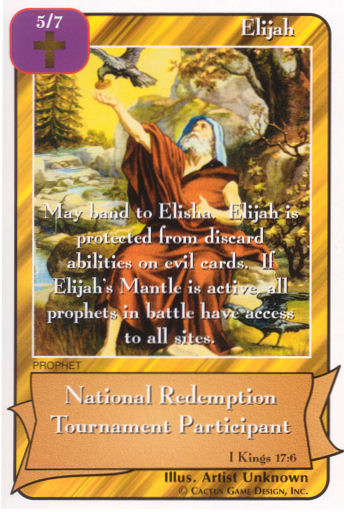 5/7
Elijah
May band to Elisha. Elijah is
protected from discard
abilities on evil cards. If
Elijah's Mantle is active, all
prophets in battle have access
to all sites.
PROPHET
National Redemption
Tournament Participant
I Kings 17:6
Illus. Artist Unknown
© Cactus Game Design, Inc.